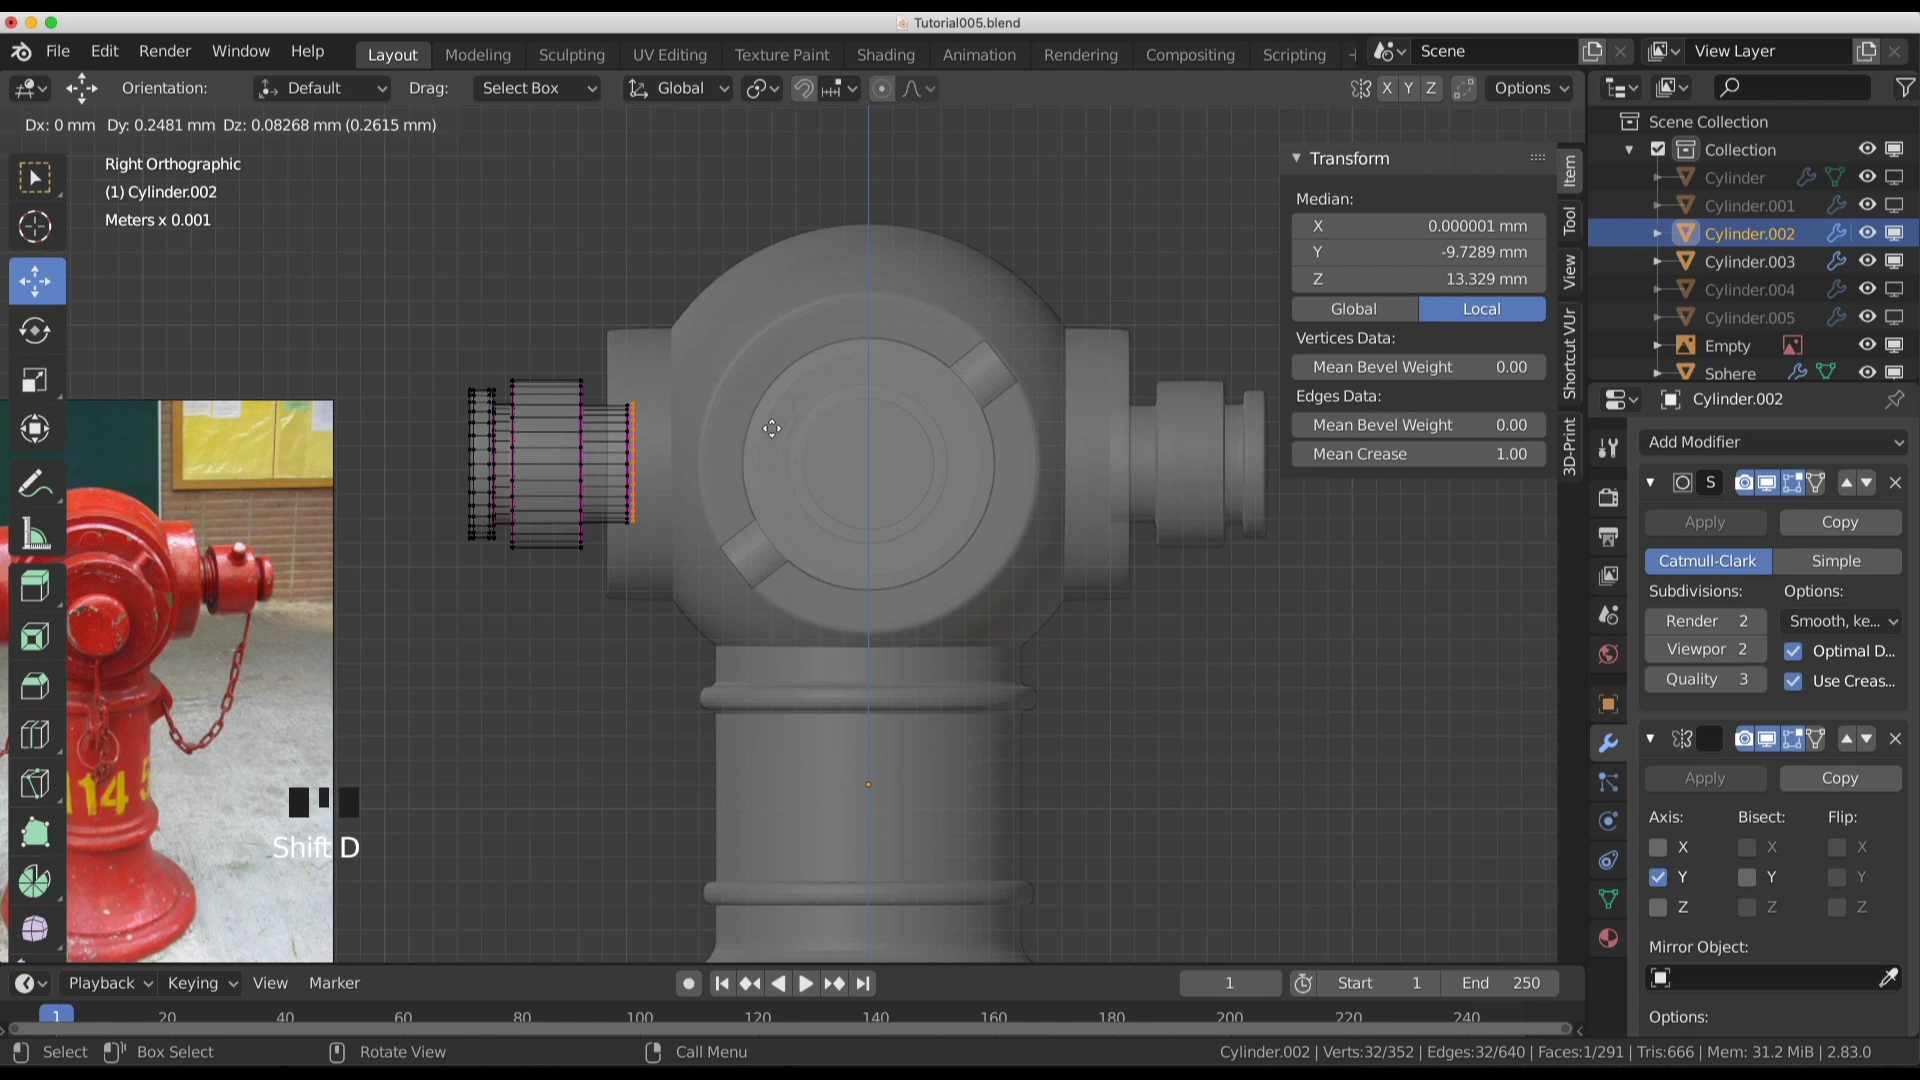 Tutorial005.blend
File Edit Render Window Help Layout Modeling Sculpting UV Editing Texture Paint Shading Animation Rendering Compositing Scripting Scene View Layer
Orientation: Default Drag: Select Box Global X Y Z Options
Dx: 0 mm Dy: 0.2481 mm Dz: 0.08268 mm (0.2615 mm)
Right Orthographic
(1) Cylinder.002
Meters x 0.001
Transform
Median:
X 0.000001 mm
Y -9.7289 mm
Z 13.329 mm
Global Local
Vertices Data:
Mean Bevel Weight 0.00
Edges Data:
Mean Bevel Weight 0.00
Mean Crease 1.00
Item
Tool
View
Shortcut VUr
3D-Print
Scene Collection
Collection
Cylinder
Cylinder.001
Cylinder.002
Cylinder.003
Cylinder.004
Cylinder.005
Empty
Sphere
Cylinder.002
Add Modifier
S
Apply Copy
Catmull-Clark Simple
Subdivisions: Options:
Render 2 Smooth, ke...
Viewpor 2 Optimal D...
Quality 3 Use Creas...
Apply Copy
Axis: Bisect: Flip:
X X X
Y Y Y
Z Z Z
Mirror Object:
Options:
114 5
Shift D
Playback Keying View Marker 1 Start 1 End 250
1 20 40 60 80 100 120 140 160 180 200 220 240
Select Box Select Rotate View Call Menu Cylinder.002 | Verts:32/352 | Edges:32/640 | Faces:1/291 | Tris:666 | Mem: 31.2 MiB | 2.83.0